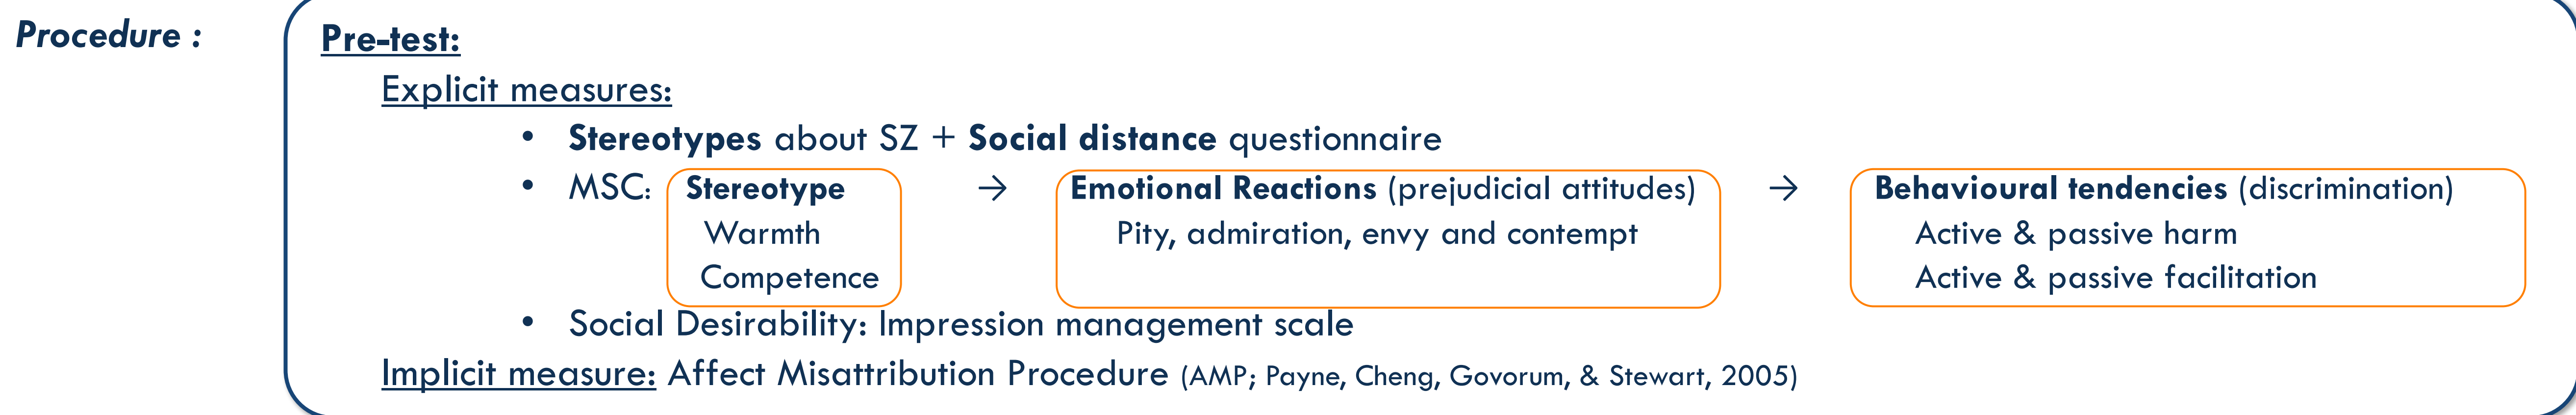 Procedure :
Pre-test:
Explicit measures:
• Stereotypes about SZ + Social distance questionnaire
• MSC: Stereotype → Emotional Reactions (prejudicial attitudes) → Behavioural tendencies (discrimination)
Warmth Pity, admiration, envy and contempt Active & passive harm
Competence Active & passive facilitation
• Social Desirability: Impression management scale
Implicit measure: Affect Misattribution Procedure (AMP; Payne, Cheng, Govorum, & Stewart, 2005)